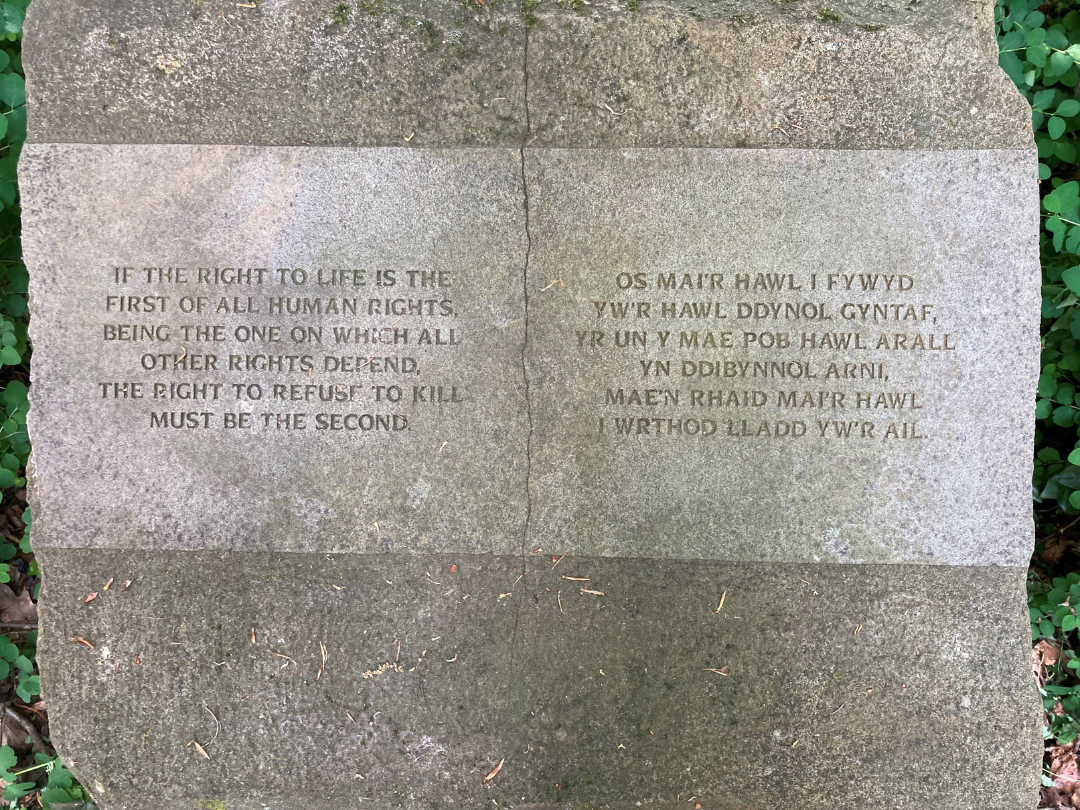 IF THE RIGHT TO LIFE IS THE
FIRST OF ALL HUMAN RIGHTS,
BEING THE ONE ON WHICH ALL
OTHER RIGHTS DEPEND,
THE RIGHT TO REFUSE TO KILL
MUST BE THE SECOND.
OS MAI'R HAWL I FYWYD
YW'R HAWL DDYNOL GYNTAF,
YR UN Y MAE POB HAWL ARALL
YN DDIBYNNOL ARNI,
MAE'N RHAID MAI'R HAWL
I WRTHOD LLADD YW'R AIL.